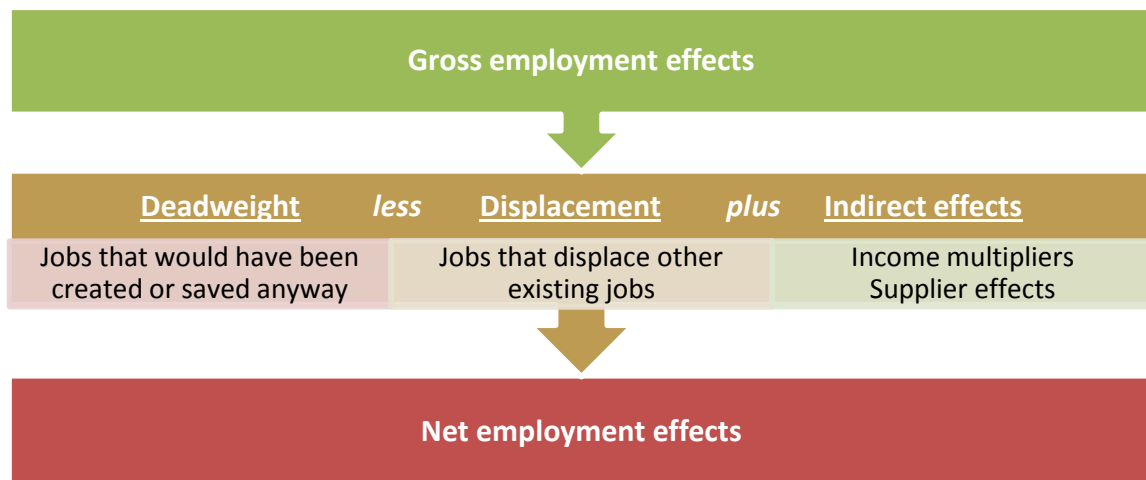 Gross employment effects
Deadweight less Displacement plus Indirect effects
Jobs that would have been
created or saved anyway
Jobs that displace other
existing jobs
Income multipliers
Supplier effects
Net employment effects